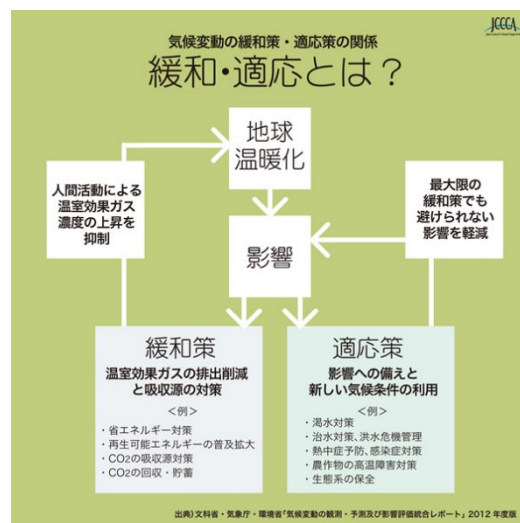 JCCCA
気候変動の緩和策・適応策の関係
緩和・適応とは？
地球
温暖化
人間活動による
温室効果ガス
濃度の上昇を
抑制
最大限の
緩和策でも
避けられない
影響を軽減
影響
緩和策
温室効果ガスの排出削減
と吸収源の対策
＜例＞
・省エネルギー対策
・再生可能エネルギーの普及拡大
・CO2の吸収源対策
・CO2の回収・貯蓄
適応策
影響への備えと
新しい気候条件の利用
＜例＞
・渇水対策
・治水対策、洪水危機管理
・熱中症予防、感染症対策
・農作物の高温障害対策
・生態系の保全
出典）文科省・気象庁・環境省「気候変動の観測・予測及び影響評価統合レポート」2012年度版